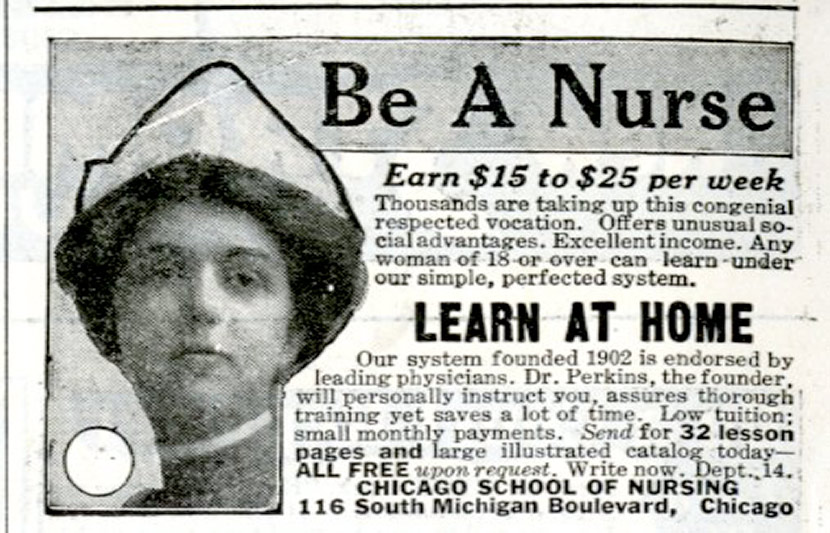 Be A Nurse
Earn $15 to $25 per week
Thousands are taking up this congenial
respected vocation. Offers unusual so-
cial advantages. Excellent income. Any
woman of 18 or over can learn under
our simple, perfected system.
LEARN AT HOME
Our system founded 1902 is endorsed by
leading physicians. Dr. Perkins, the founder,
will personally instruct you, assures thorough
training yet saves a lot of time. Low tuition;
small monthly payments. Send for 32 lesson
pages and large illustrated catalog today—
ALL FREE upon request. Write now. Dept. 14.
CHICAGO SCHOOL OF NURSING
116 South Michigan Boulevard, Chicago